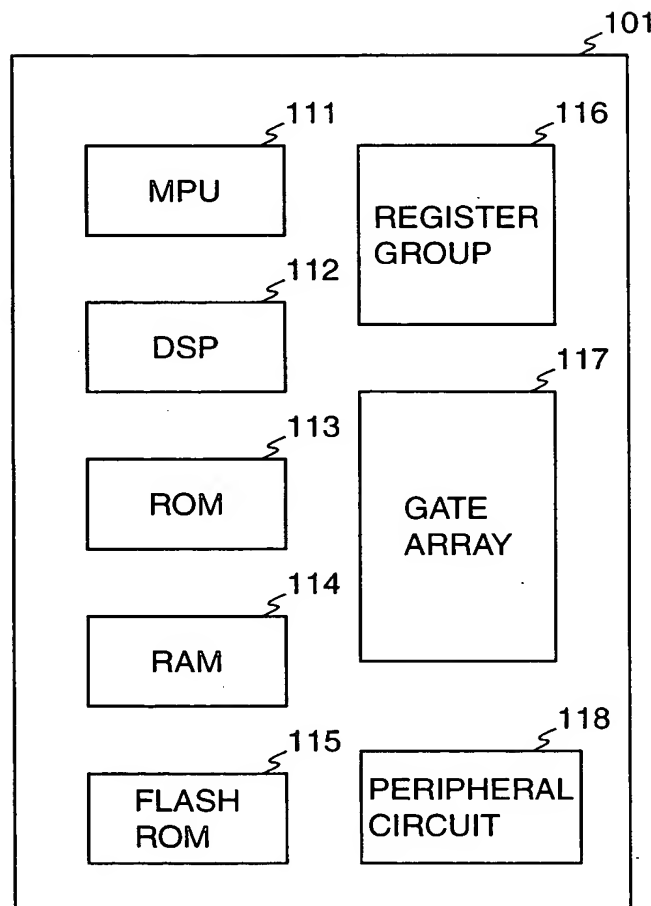 101
111
MPU
112
DSP
113
ROM
114
RAM
115
FLASH
ROM
116
REGISTER
GROUP
117
GATE
ARRAY
118
PERIPHERAL
CIRCUIT